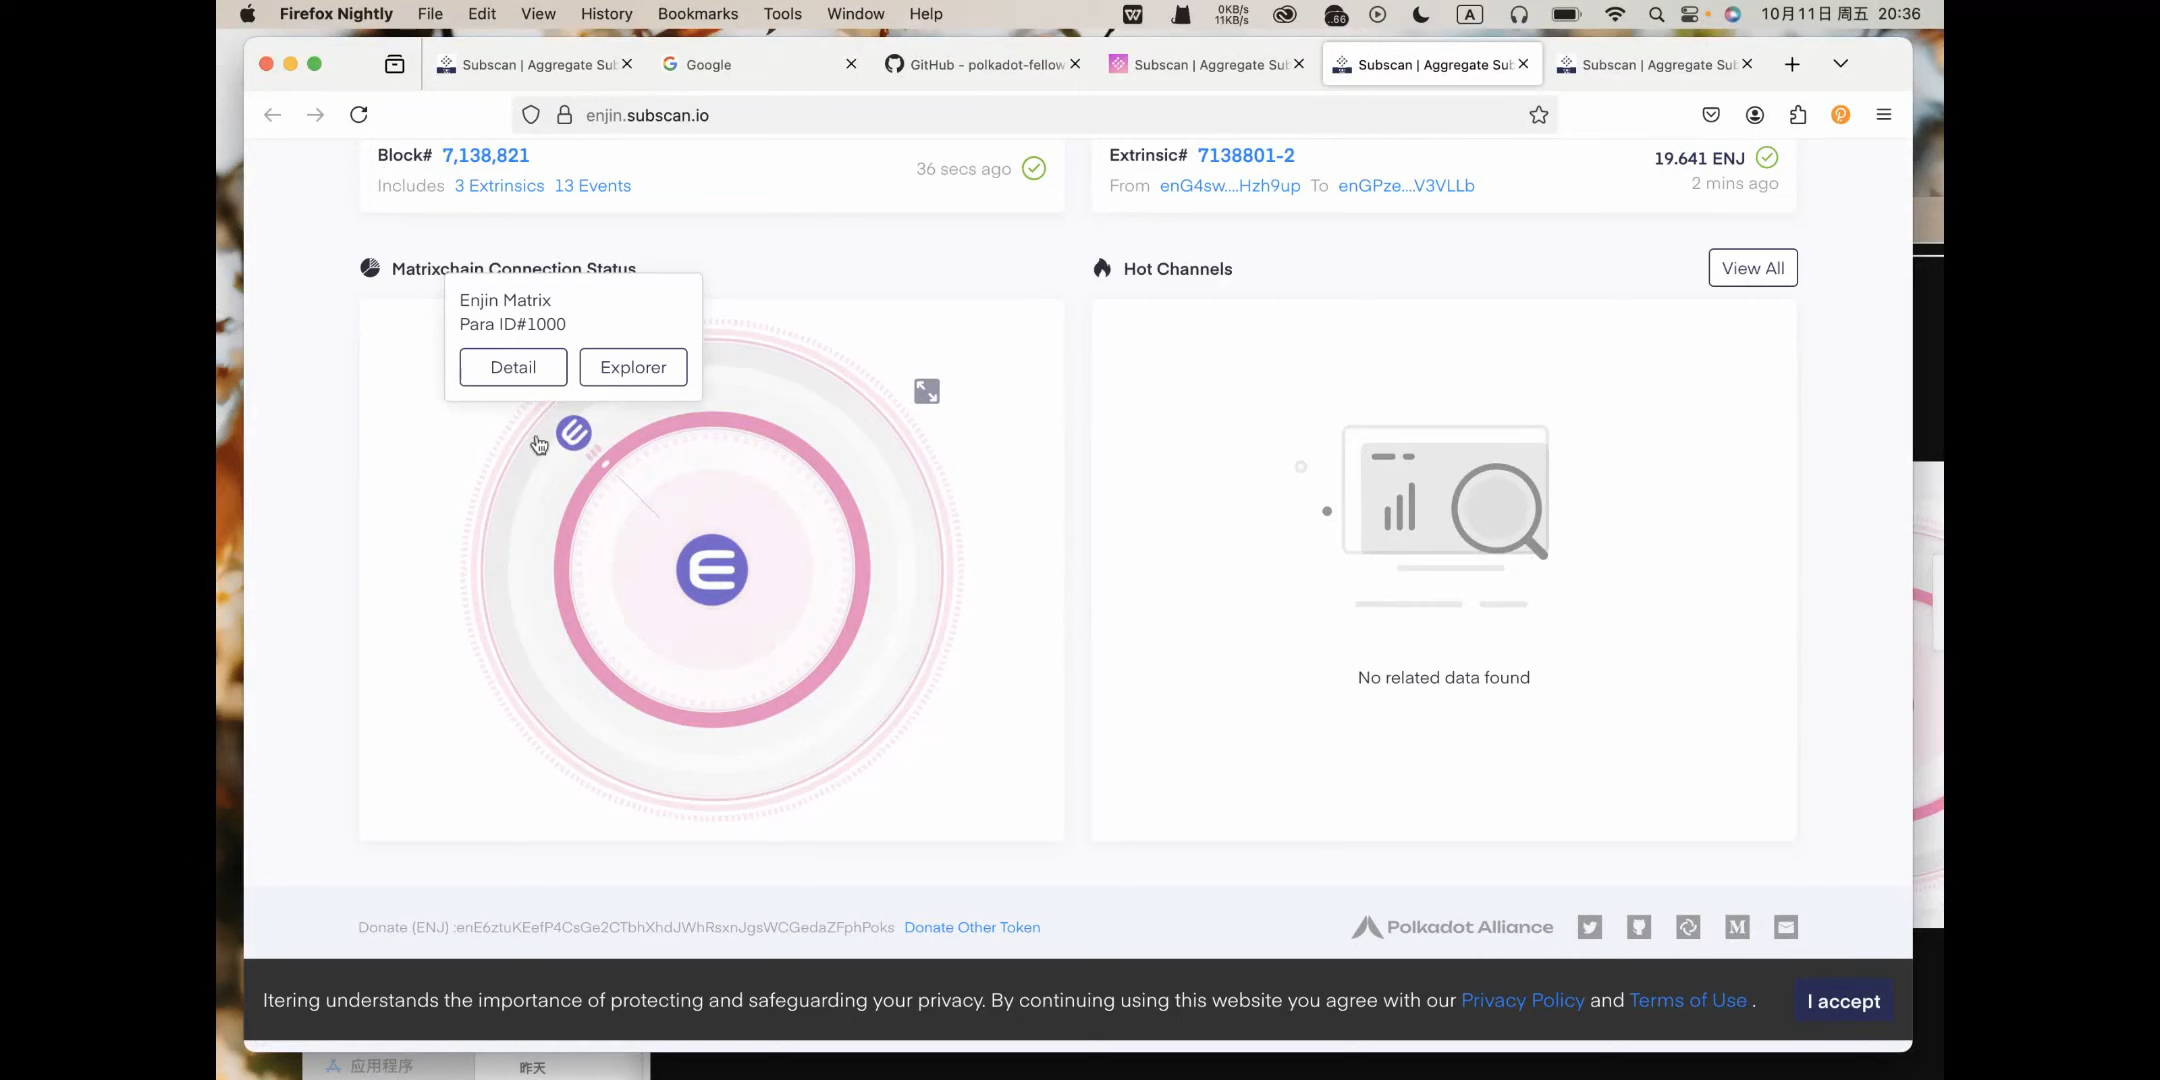 Firefox Nightly File Edit View History Bookmarks Tools Window Help
.66
0KB/s
11KB/s
A
10月11日 周五 20:36
Subscan | Aggregate Sub
Google
GitHub - polkadot-fellow
Subscan | Aggregate Sub
Subscan | Aggregate Sub
Subscan | Aggregate Sub
enjin.subscan.io
Block# 7,138,821
Includes 3 Extrinsics 13 Events
36 secs ago
Extrinsic# 7138801-2
From enG4sw....Hzh9up To enGPze....V3VLLb
19.641 ENJ
2 mins ago
Matrixchain Connection Status
Enjin Matrix
Para ID#1000
Detail Explorer
Hot Channels
View All
No related data found
Donate (ENJ) :enE6ztuKEefP4CsGe2CTbhXhdJWhRsxnJgsWCGedaZFphPoks Donate Other Token
Polkadot Alliance
Itering understands the importance of protecting and safeguarding your privacy. By continuing using this website you agree with our Privacy Policy and Terms of Use .
I accept
应用程序
昨天